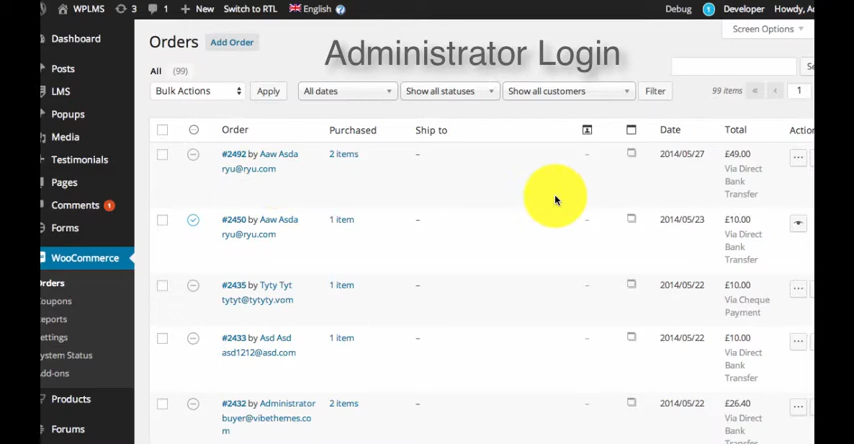 WPLMS 3 1 New Switch to RTL English ? Debug 1 Developer Howdy, Ad
Dashboard
Posts
LMS
Popups
Media
Testimonials
Pages
Comments 1
Forms
WooCommerce
Orders
Coupons
Reports
Settings
System Status
Add-ons
Products
Forums
Screen Options
Orders Add Order
Administrator Login
All (99)
Bulk Actions Apply All dates Show all statuses Show all customers Filter 99 items « ‹ 1
Order Purchased Ship to Date Total Action
#2492 by Aaw Asda 2 items – – 2014/05/27 £49.00
ryu@ryu.com Via Direct
Bank
Transfer
#2450 by Aaw Asda 1 item – – 2014/05/23 £10.00
ryu@ryu.com Via Direct
Bank
Transfer
#2435 by Tyty Tyt 1 item – – 2014/05/22 £10.00
tytyt@tytyty.vom Via Cheque
Payment
#2433 by Asd Asd 1 item – – 2014/05/22 £10.00
asd1212@asd.com Via Direct
Bank
Transfer
#2432 by Administrator 2 items – – 2014/05/22 £26.40
buyer@vibethemes.co Via Direct
m Bank